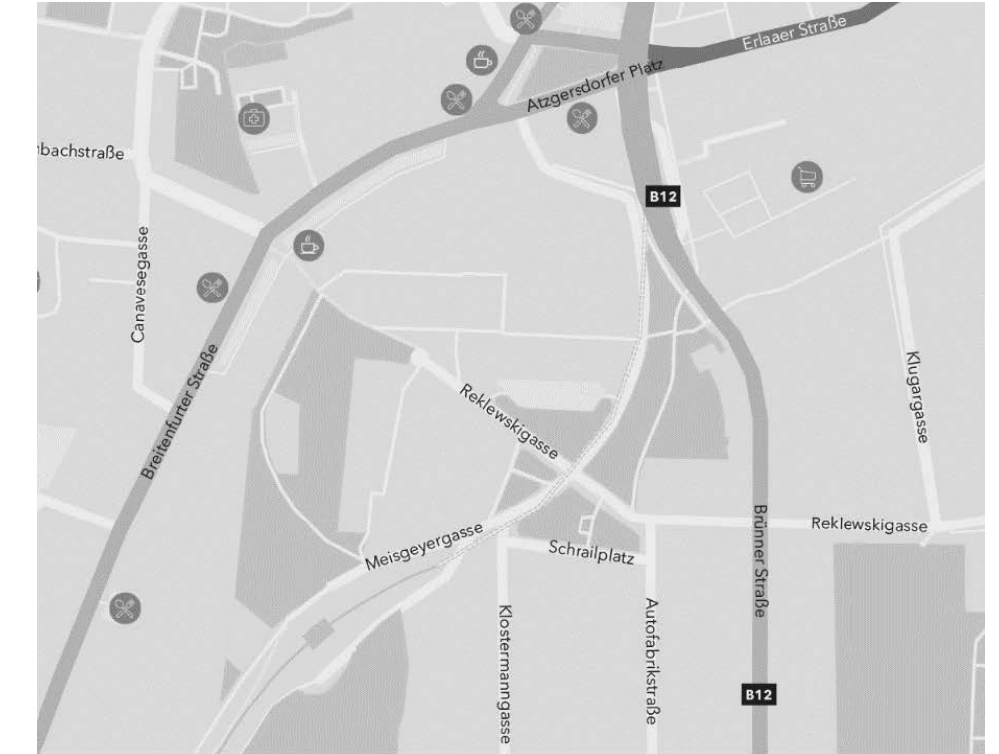 Erlaaer Straße
Atzgersdorfer Platz
bachstraße
B12
Canavesegasse
Breitenfurter Straße
Reklewskigasse
Klugargasse
Meisgeyergasse
Schrailplatz
Brünner Straße
Reklewskigasse
Klostermanngasse
Autofabrikstraße
B12